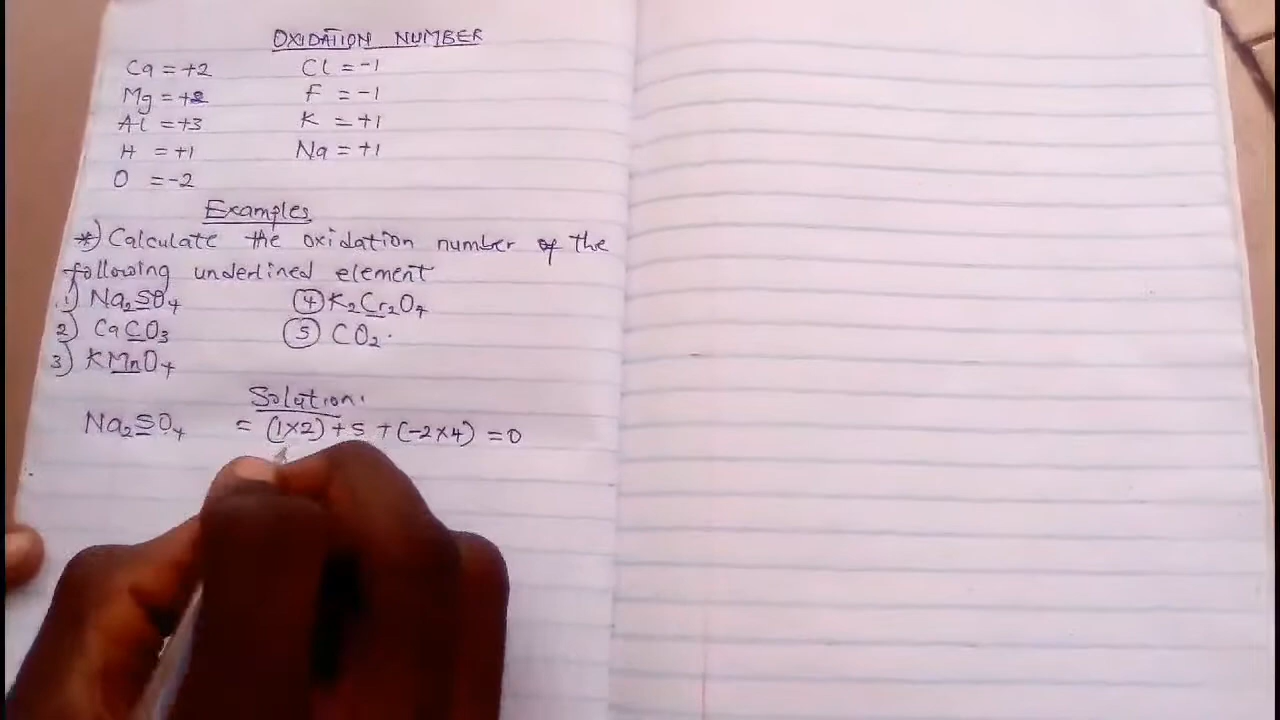 OXIDATION NUMBER
Ca = +2 Cl = -1
Mg = +2 F = -1
Al = +3 K = +1
H = +1 Na = +1
O = -2
Examples
*) Calculate the oxidation number of the
following underlined element
1) Na₂SO₄ ④ K₂Cr₂O₇
2) CaCO₃ ⑤ CO₂.
3) KMnO₄
Solution.
Na₂SO₄ = (1×2) + S + (-2×4) = 0